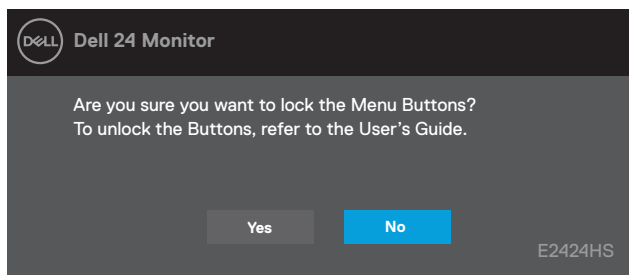 DELL
Dell 24 Monitor
Are you sure you want to lock the Menu Buttons?
To unlock the Buttons, refer to the User’s Guide.
Yes
No
E2424HS